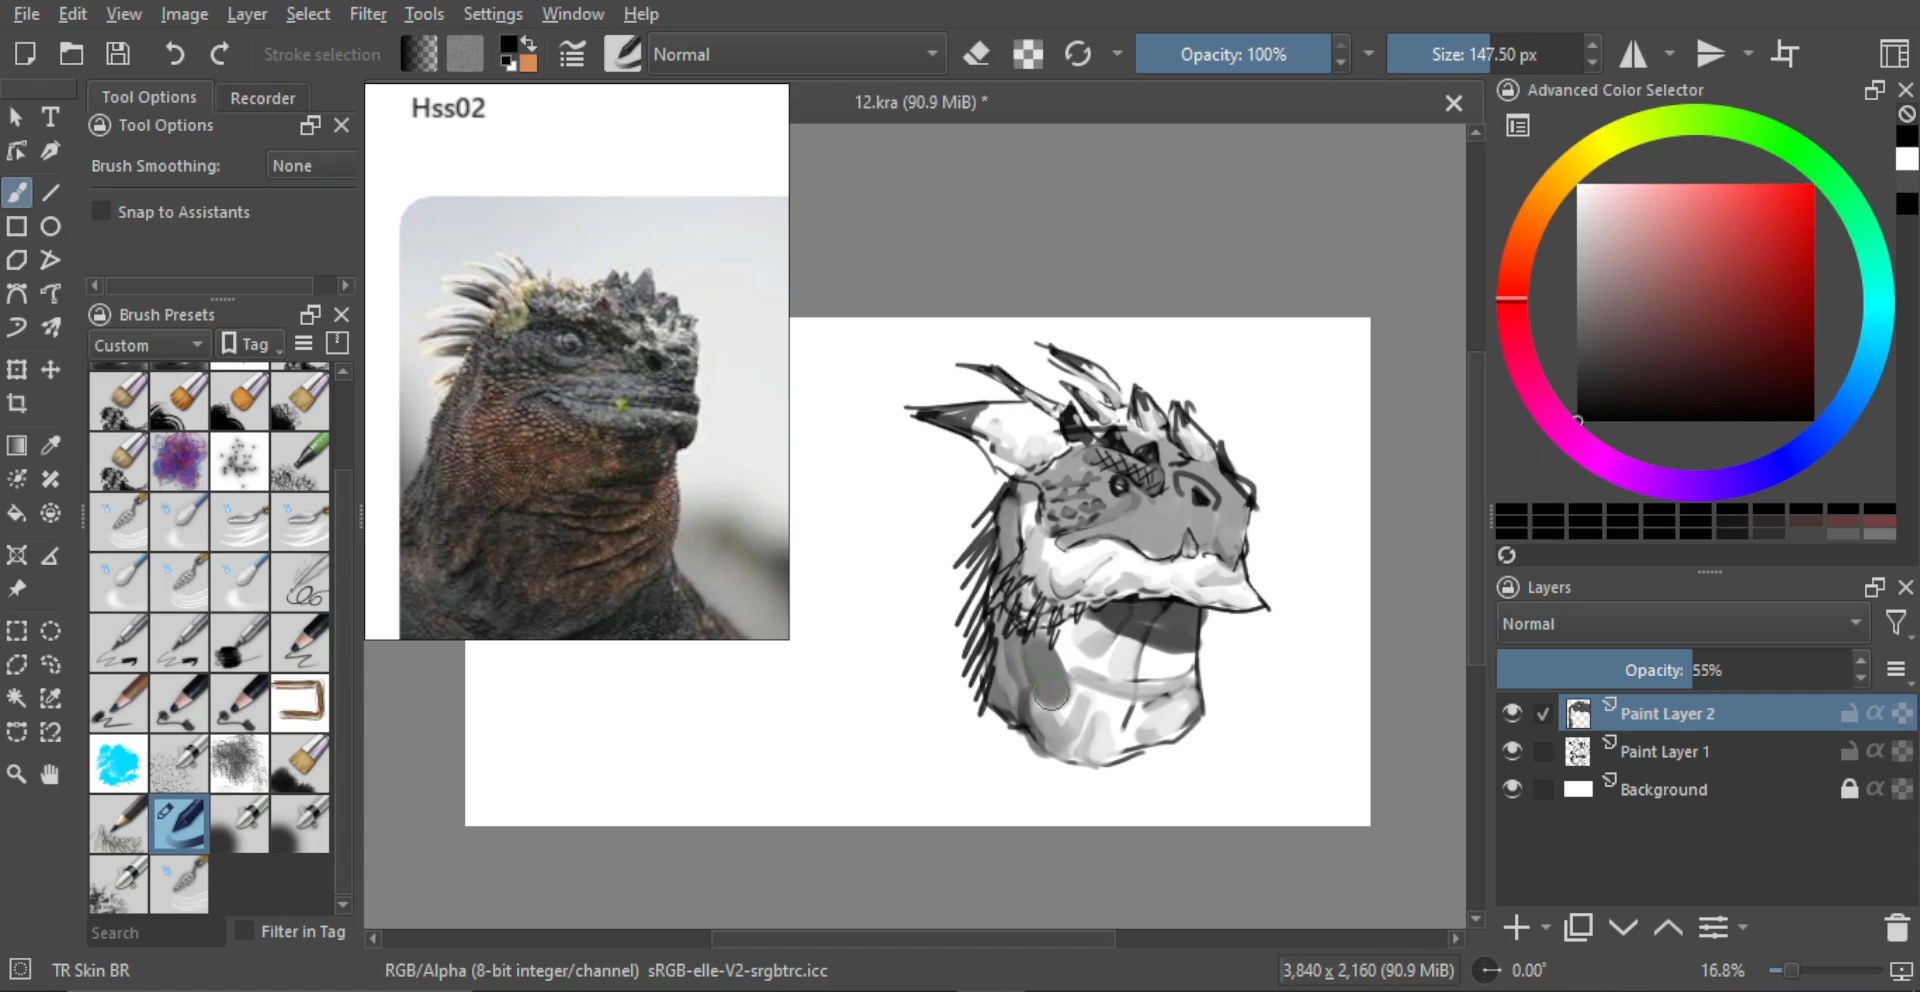 File Edit View Image Layer Select Filter Tools Settings Window Help
Stroke selection Normal Opacity: 100% Size: 147.50 px
Tool Options Recorder
Tool Options
Brush Smoothing: None
Snap to Assistants
Brush Presets
Custom Tag
Search Filter in Tag
Hss02
12.kra (90.9 MiB) *
Advanced Color Selector
Layers
Normal
Opacity: 55%
Paint Layer 2
Paint Layer 1
Background
TR Skin BR RGB/Alpha (8-bit integer/channel) sRGB-elle-V2-srgbtrc.icc 3,840 x 2,160 (90.9 MiB) 0.00° 16.8%